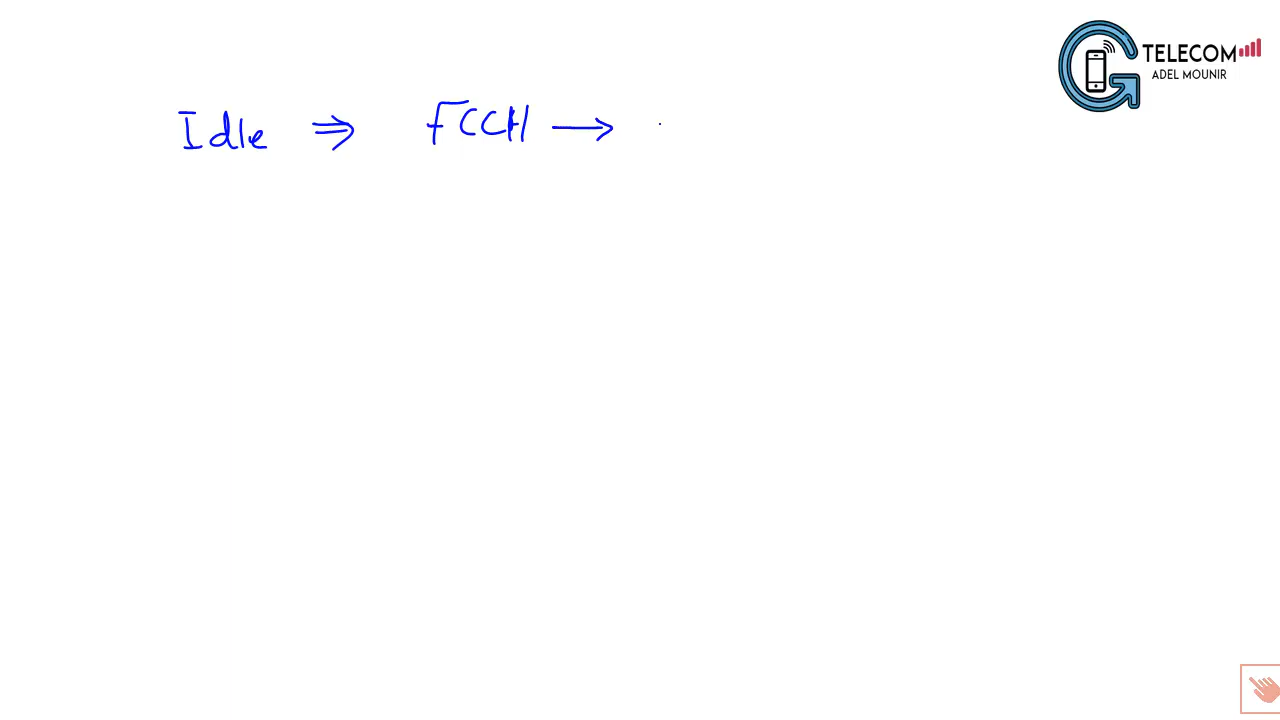 TELECOM
ADEL MOUNIR
Idle ⇒ FCCH →